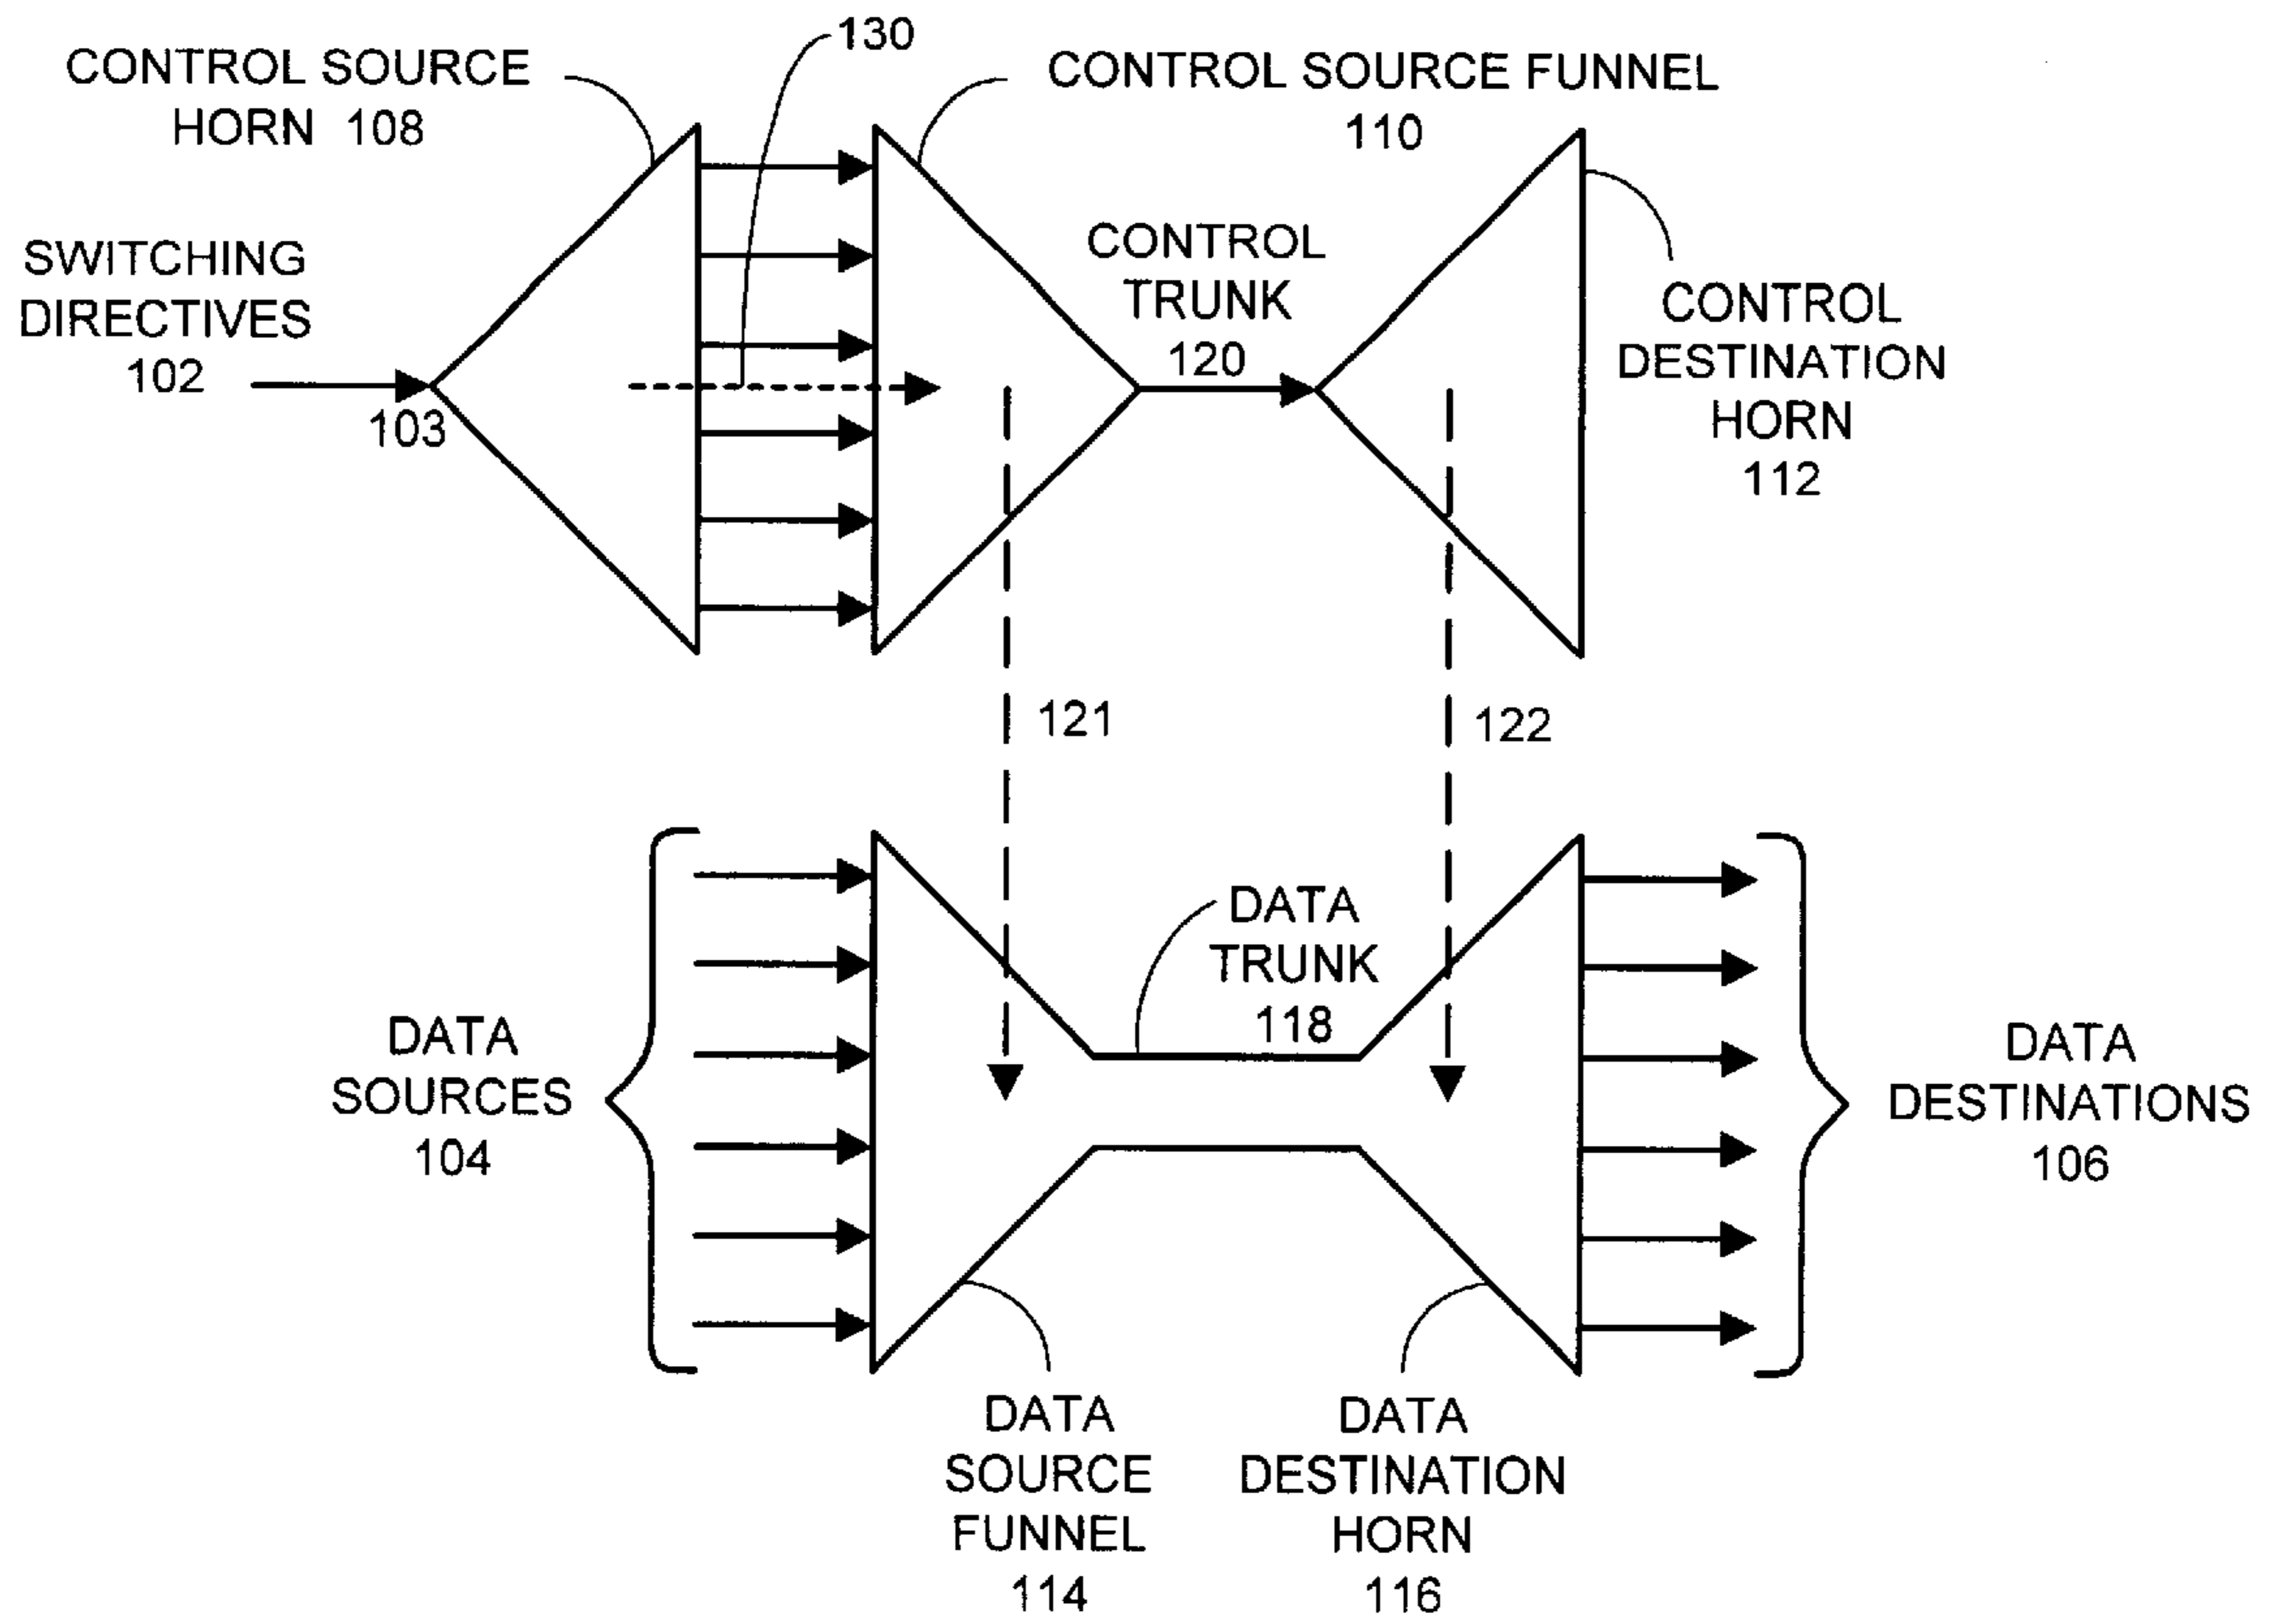 130
CONTROL SOURCE
HORN 108
CONTROL SOURCE FUNNEL
110
SWITCHING
DIRECTIVES
102
103
CONTROL
TRUNK
120
CONTROL
DESTINATION
HORN
112
121
122
DATA
TRUNK
118
DATA
SOURCES
104
DATA
DESTINATIONS
106
DATA
SOURCE
FUNNEL
114
DATA
DESTINATION
HORN
116